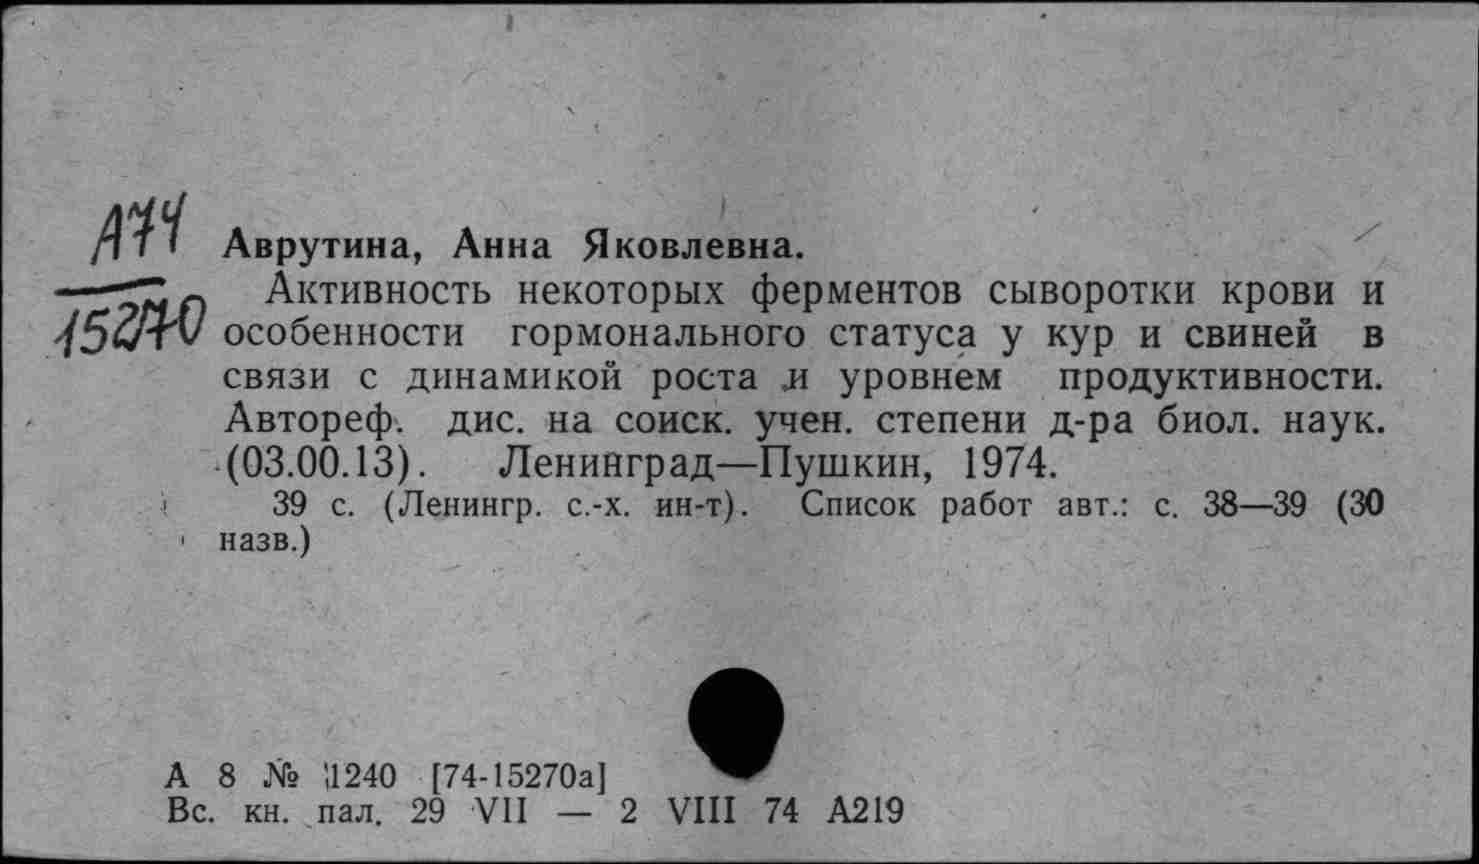 А74
15270
Аврутина, Анна Яковлевна.
Активность некоторых ферментов сыворотки крови и
особенности гормонального статуса у кур и свиней в
связи с динамикой роста и уровнем продуктивности.
Автореф. дис. на соиск. учен. степени д-ра биол. наук.
(03.00.13). Ленинград—Пушкин, 1974.
39 с. (Ленингр. с.-х. ин-т). Список работ авт.: с. 38—39 (30
назв.)
А 8 № 11240 [74-15270а]
Вс. кн. пал. 29 VII — 2 VIII 74 А219